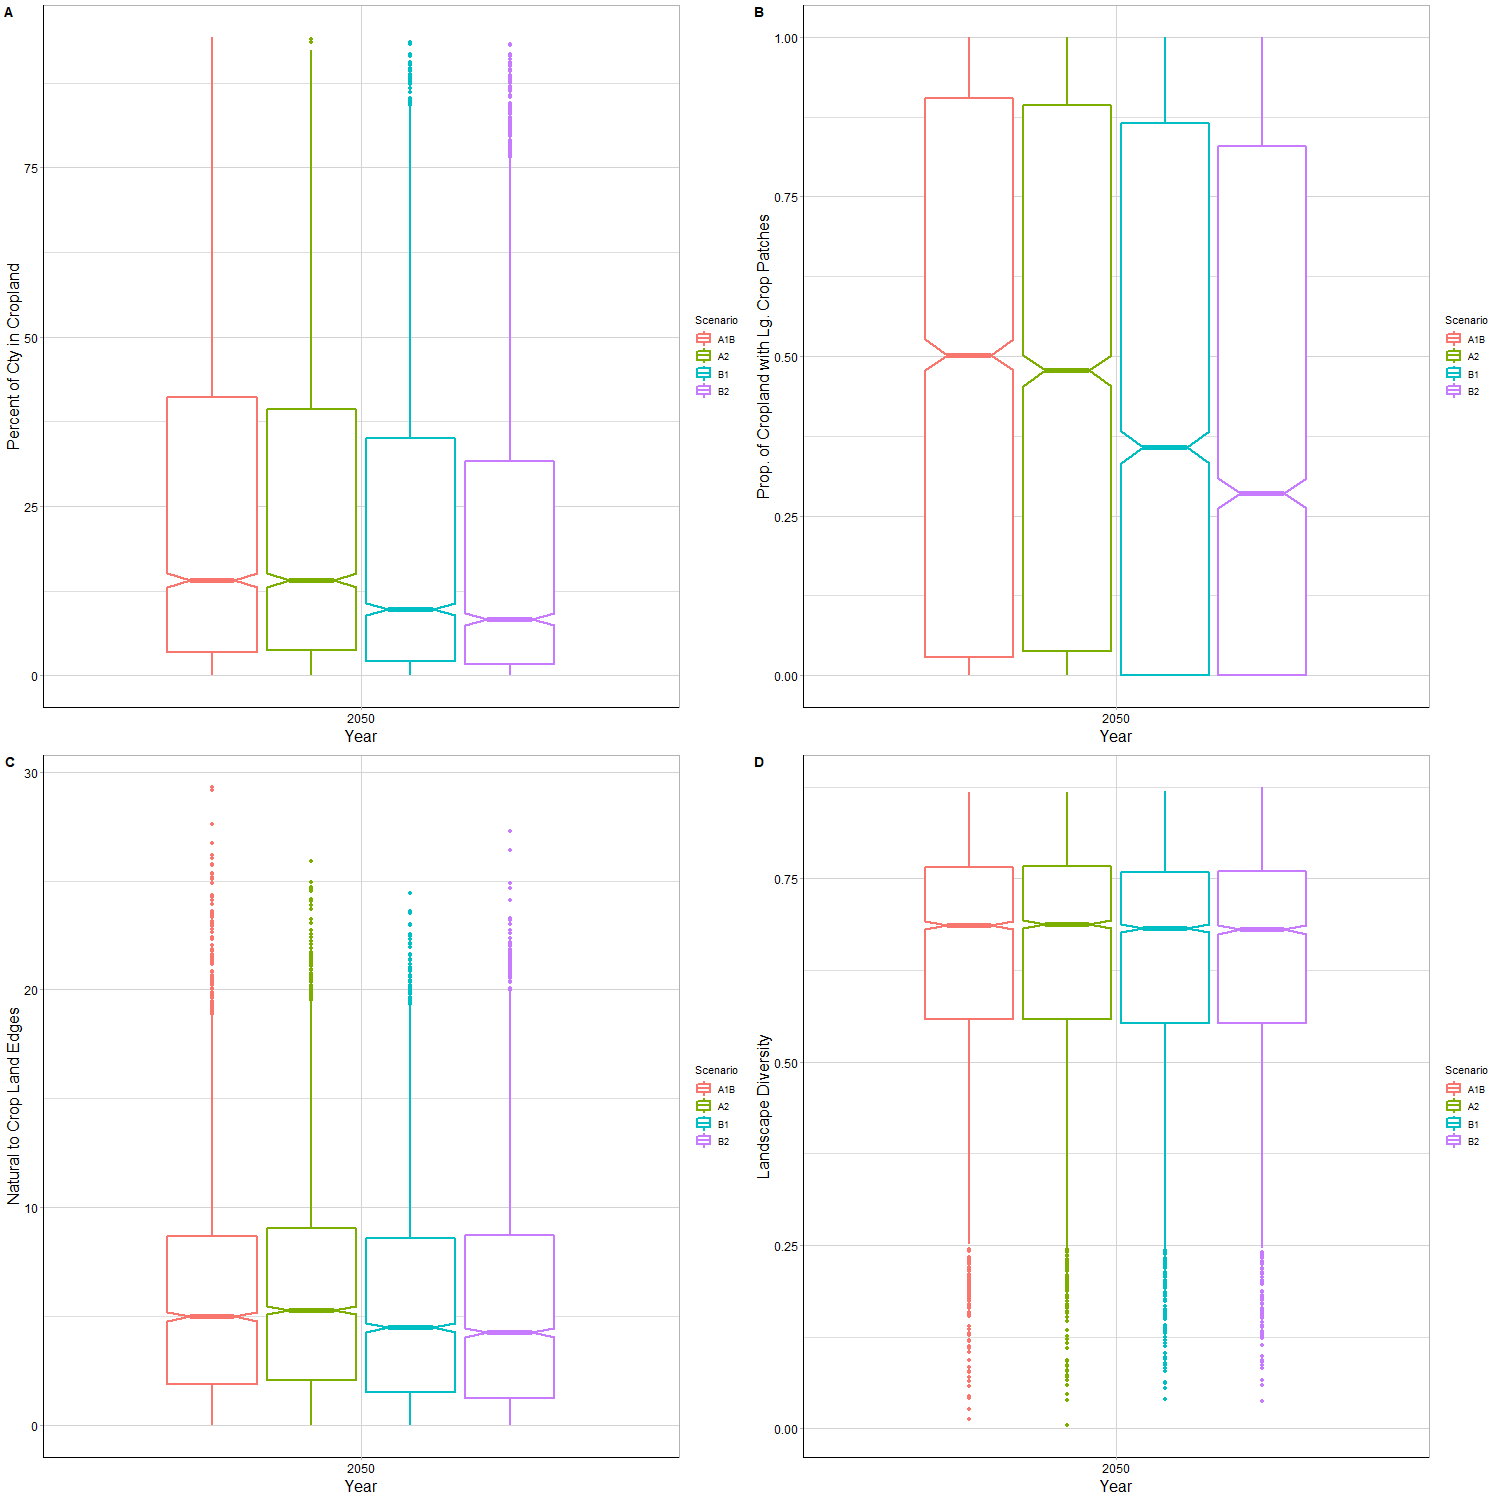 A
Percent of Cty in Cropland
75
50
25
0
2050
Year
Scenario
A1B
A2
B1
B2
B
Prop. of Cropland with Lg. Crop Patches
1.00
0.75
0.50
0.25
0.00
2050
Year
Scenario
A1B
A2
B1
B2
C
Natural to Crop Land Edges
30
20
10
0
2050
Year
Scenario
A1B
A2
B1
B2
D
Landscape Diversity
0.75
0.50
0.25
0.00
2050
Year
Scenario
A1B
A2
B1
B2